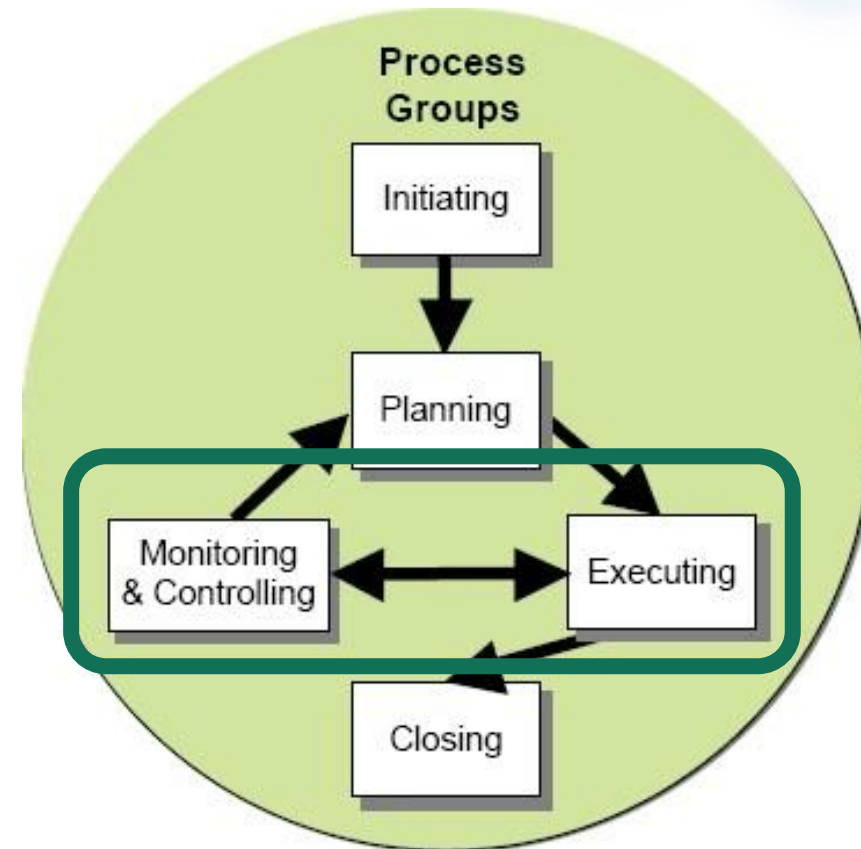 Process
Groups
Initiating
Planning
Monitoring
& Controlling
Executing
Closing